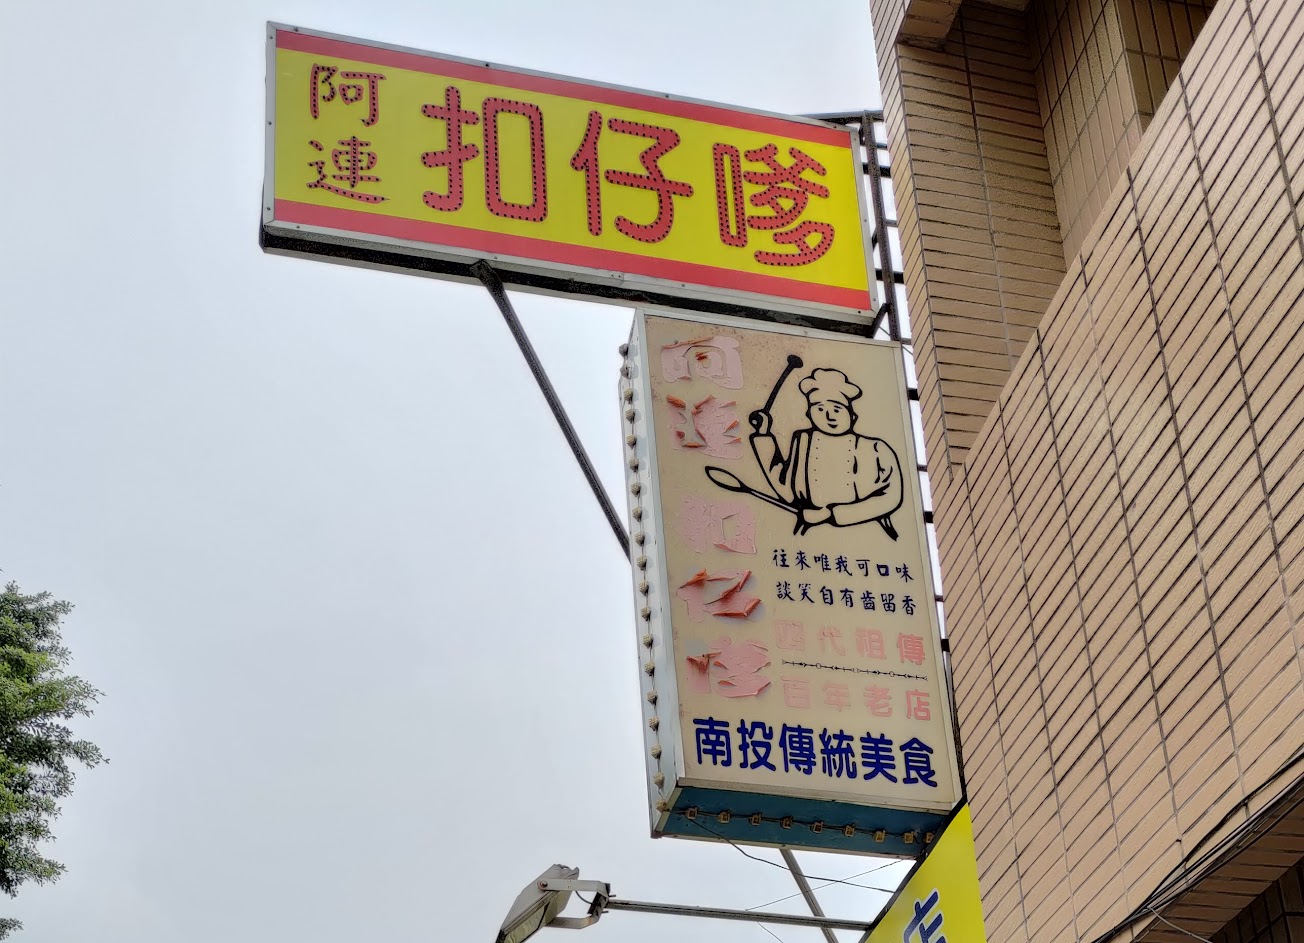 阿連
扣仔嗲
阿連扣仔嗲
往來唯我可口味
談笑自有齒留香
四代祖傳
百年老店
南投傳統美食
店